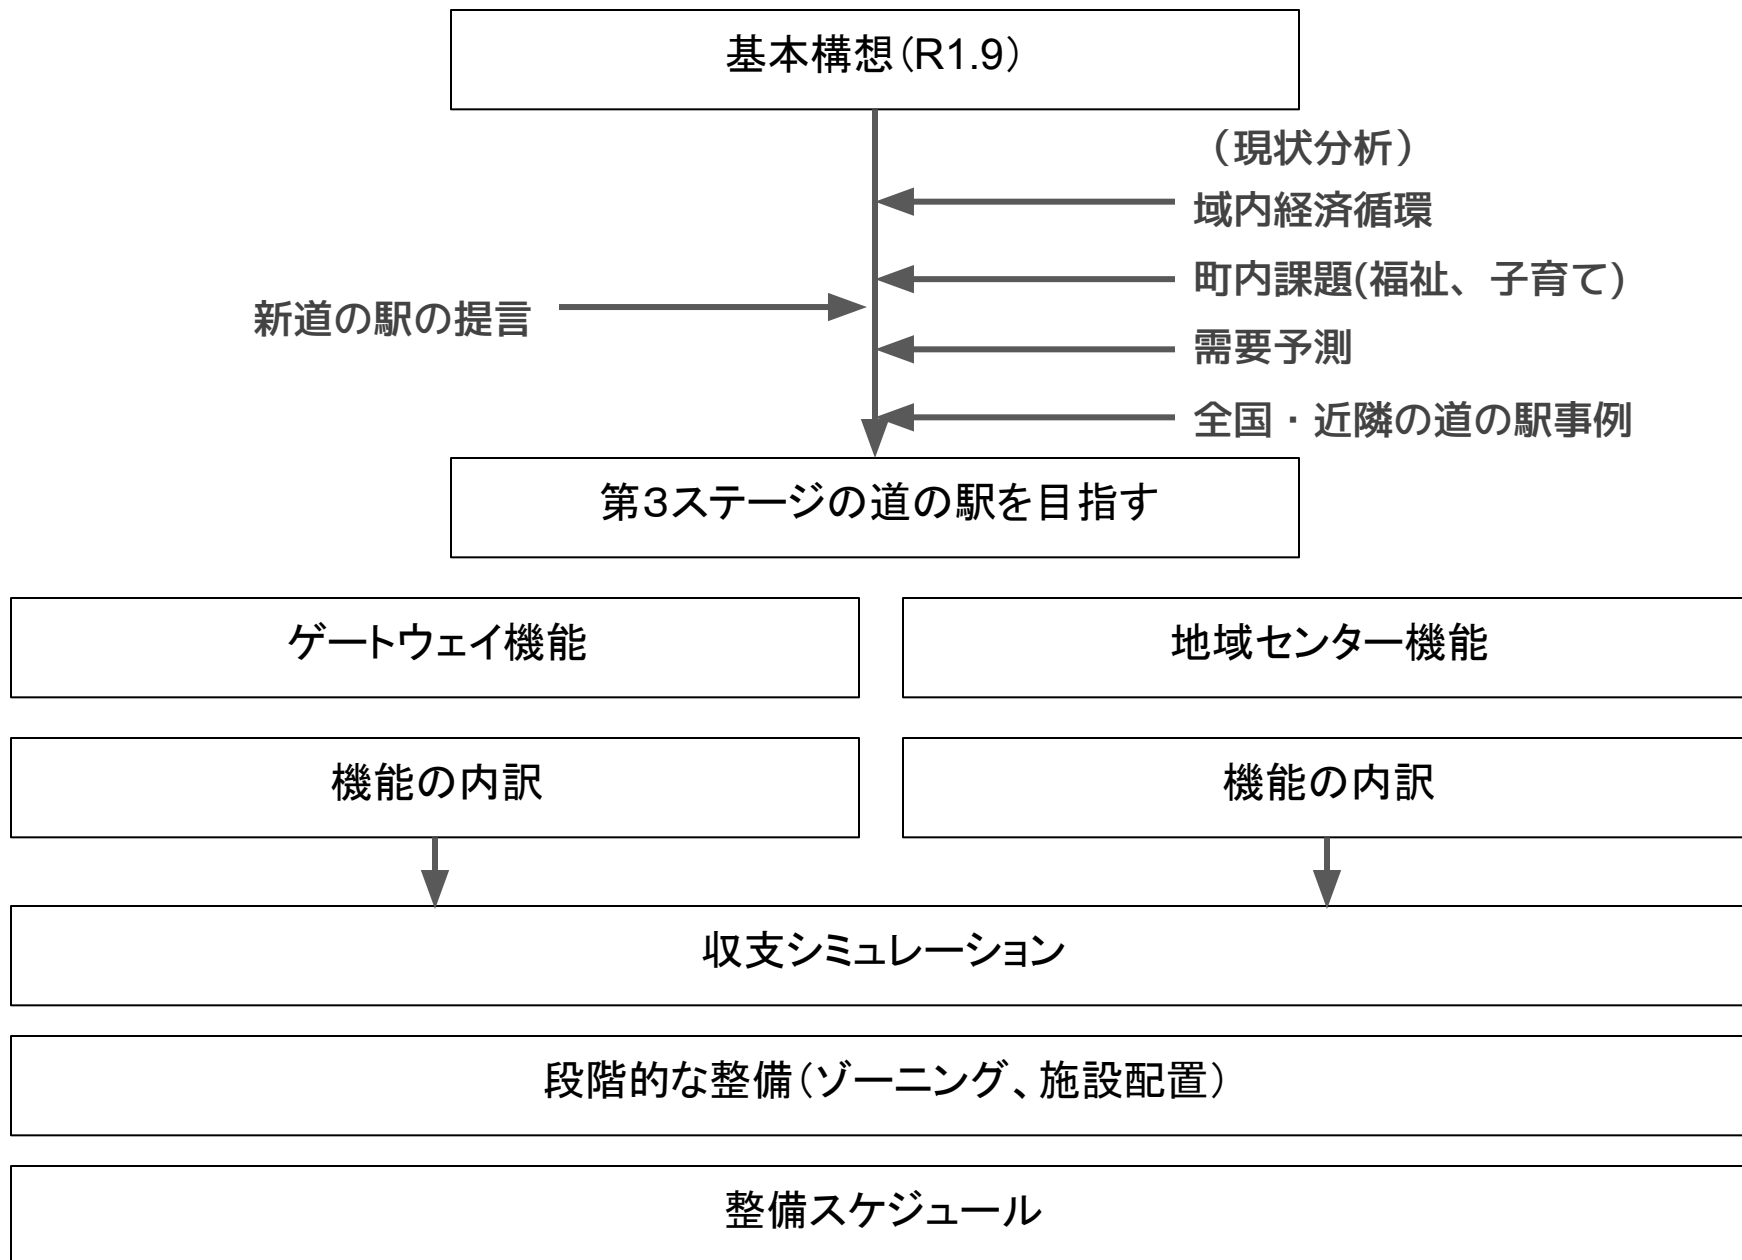 基本構想（R1.9）
（現状分析）
域内経済循環
町内課題(福祉、子育て)
新道の駅の提言
需要予測
全国・近隣の道の駅事例
第3ステージの道の駅を目指す
ゲートウェイ機能
地域センター機能
機能の内訳
機能の内訳
収支シミュレーション
段階的な整備（ゾーニング、施設配置）
整備スケジュール